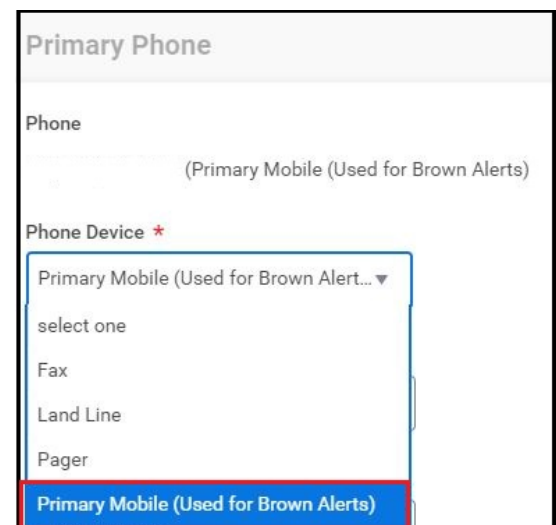 Primary Phone
Phone
(Primary Mobile (Used for Brown Alerts)
Phone Device *
Primary Mobile (Used for Brown Alert...
select one
Fax
Land Line
Pager
Primary Mobile (Used for Brown Alerts)